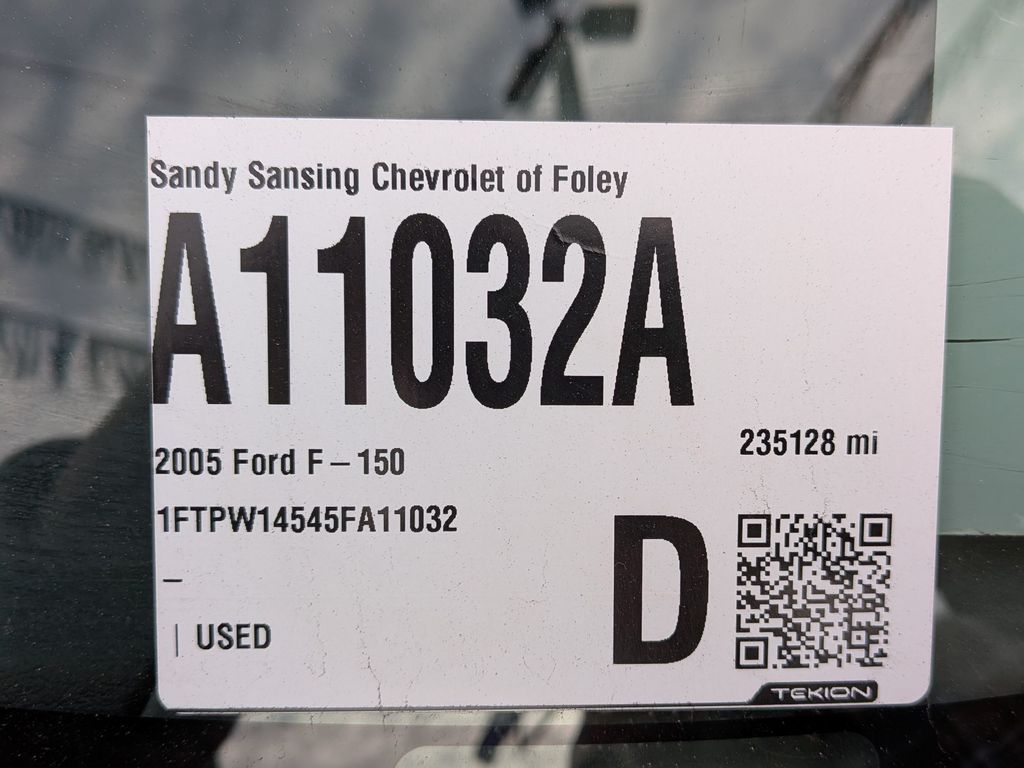 Sandy Sansing Chevrolet of Foley
A11032A
2005 Ford F-150
235128 mi
1FTPW14545FA11032
D
-
| USED
TEKION